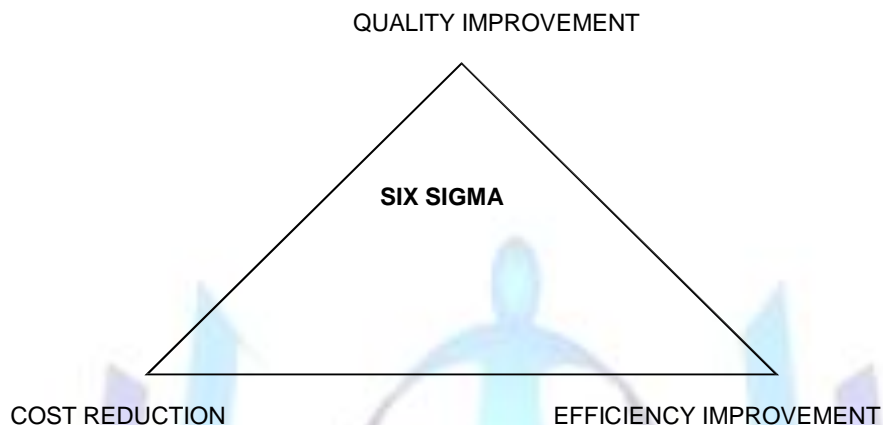 QUALITY IMPROVEMENT
SIX SIGMA
COST REDUCTION
EFFICIENCY IMPROVEMENT